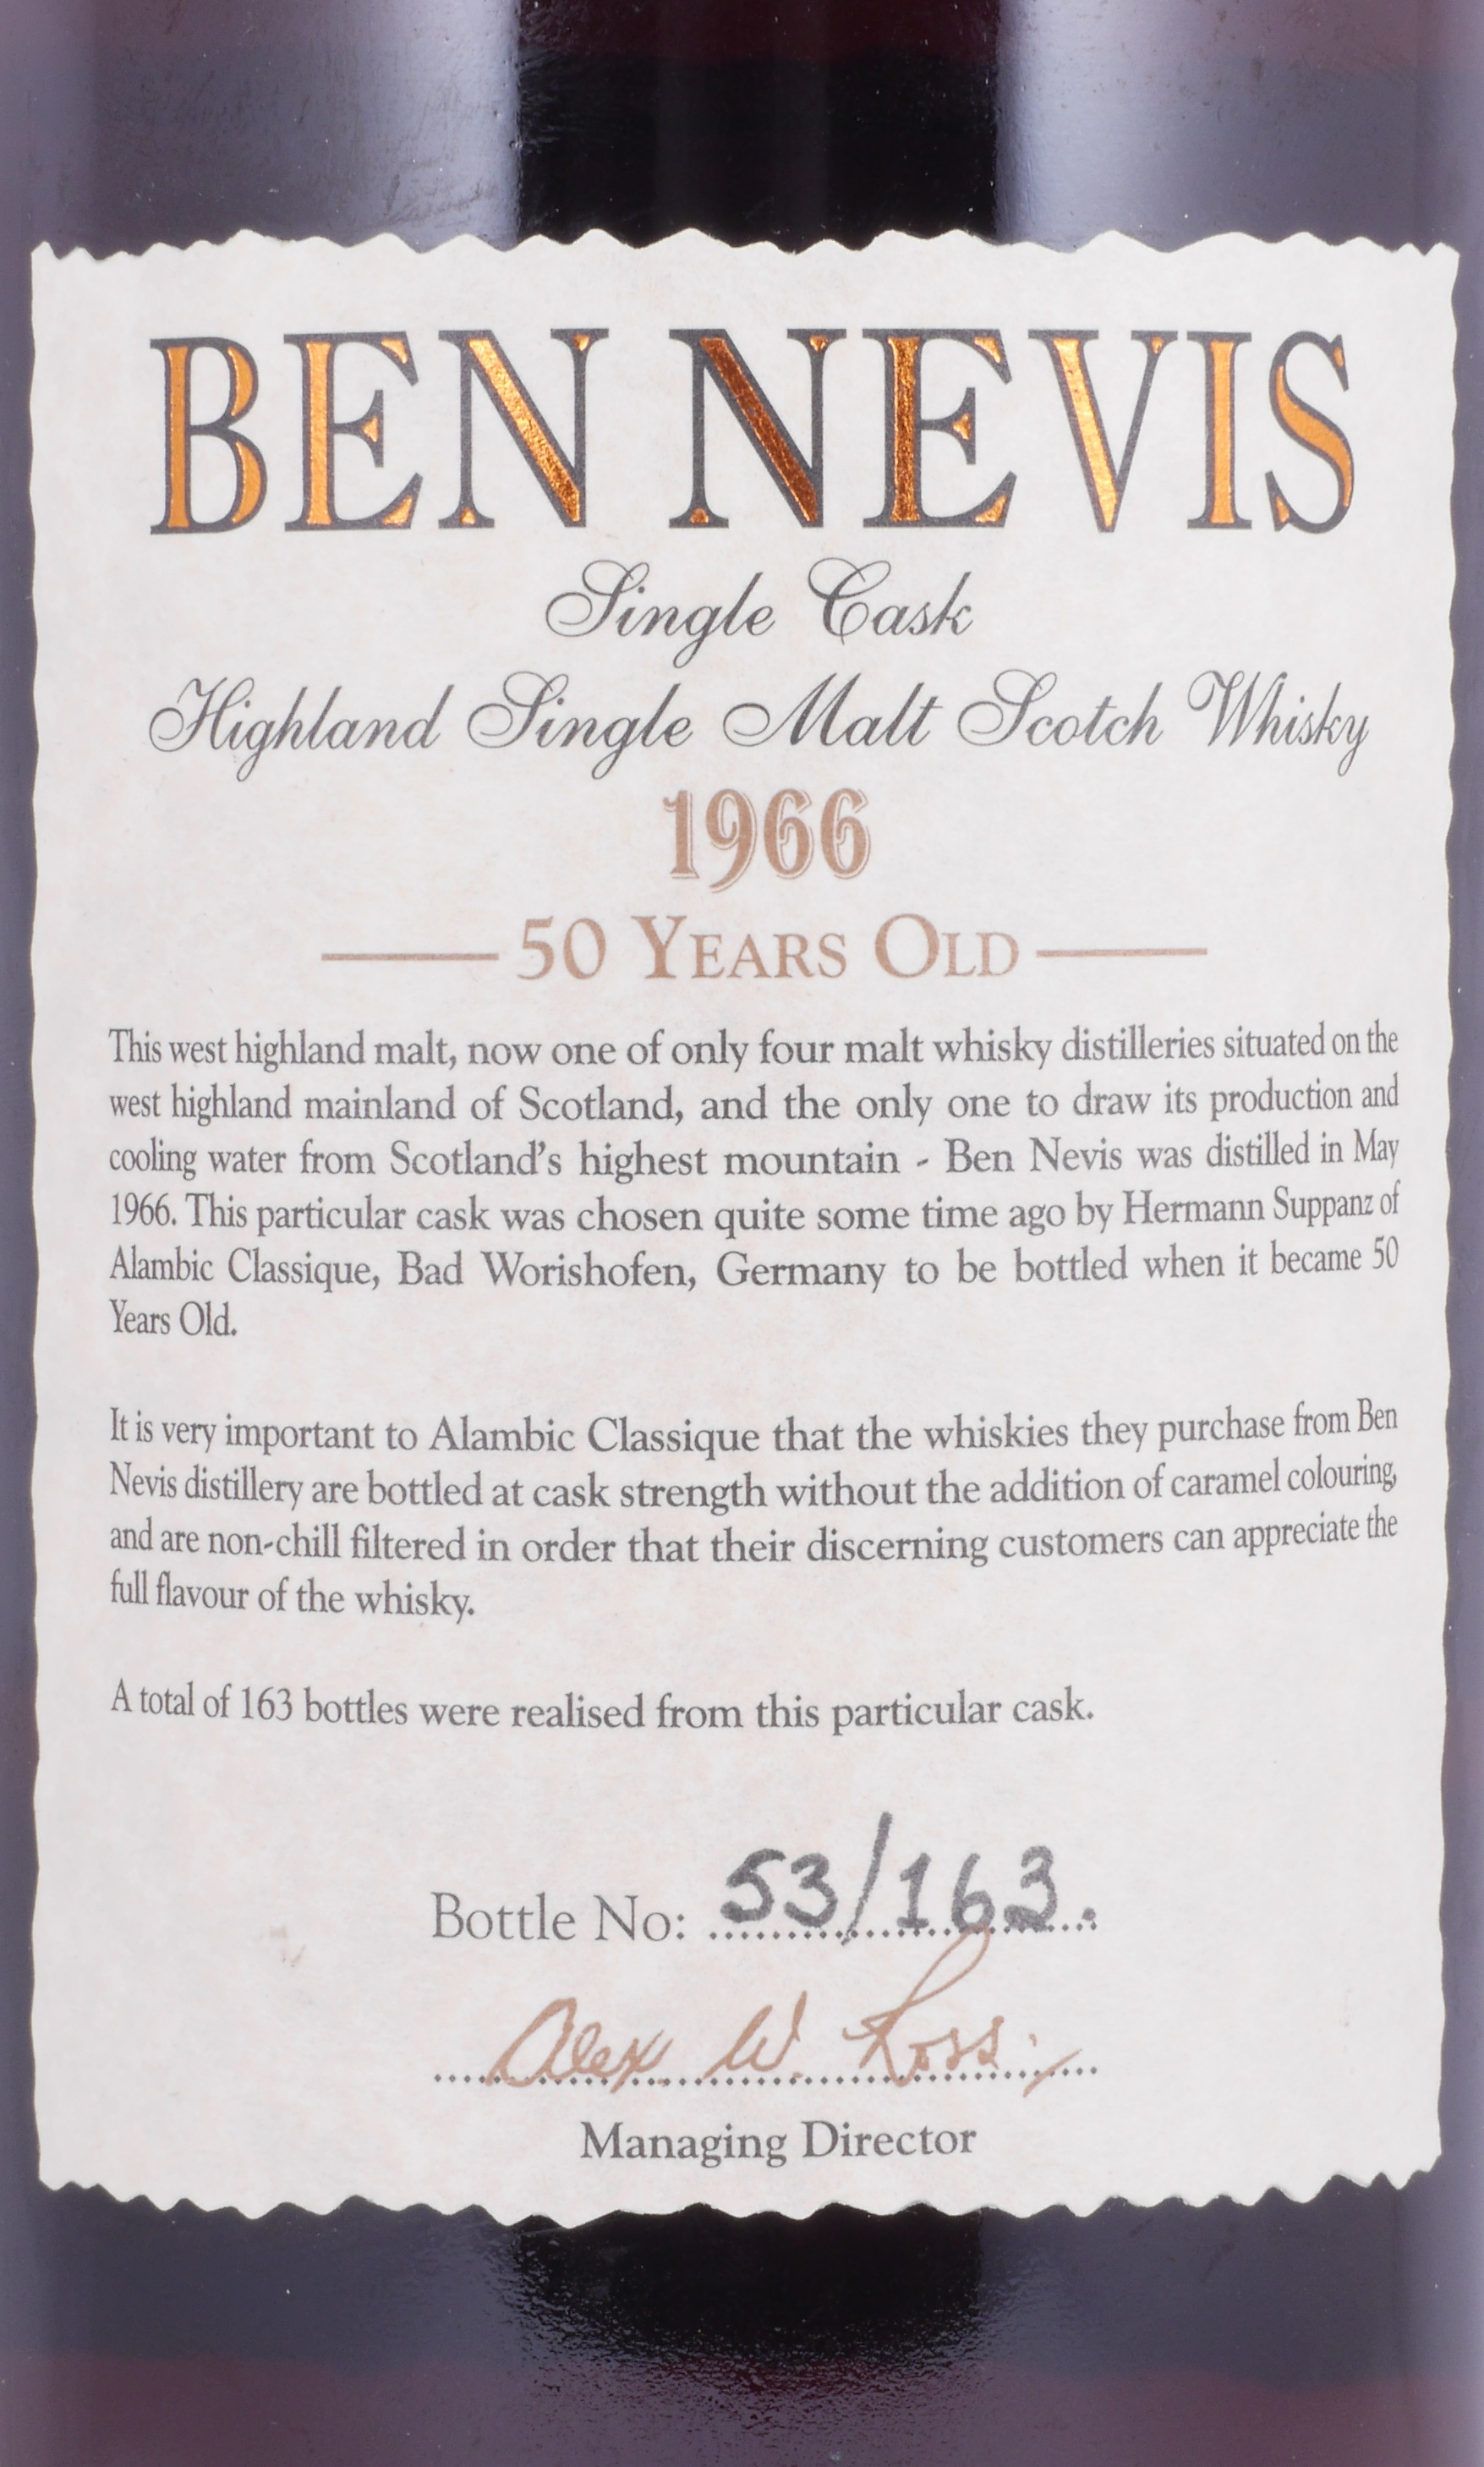 BEN NEVIS
Single Cask
Highland Single Malt Scotch Whisky
1966
50 YEARS OLD
This west highland malt, now one of only four malt whisky distilleries situated on the
west highland mainland of Scotland, and the only one to draw its production and
cooling water from Scotland's highest mountain - Ben Nevis was distilled in May
1966. This particular cask was chosen quite some time ago by Hermann Suppanz of
Alambic Classique, Bad Worishofen, Germany to be bottled when it became 50
Years Old.
It is very important to Alambic Classique that the whiskies they purchase from Ben
Nevis distillery are bottled at cask strength without the addition of caramel colouring,
and are non-chill filtered in order that their discerning customers can appreciate the
full flavour of the whisky.
A total of 163 bottles were realised from this particular cask.
Bottle No: 53/163.
Alex W. Ross
Managing Director